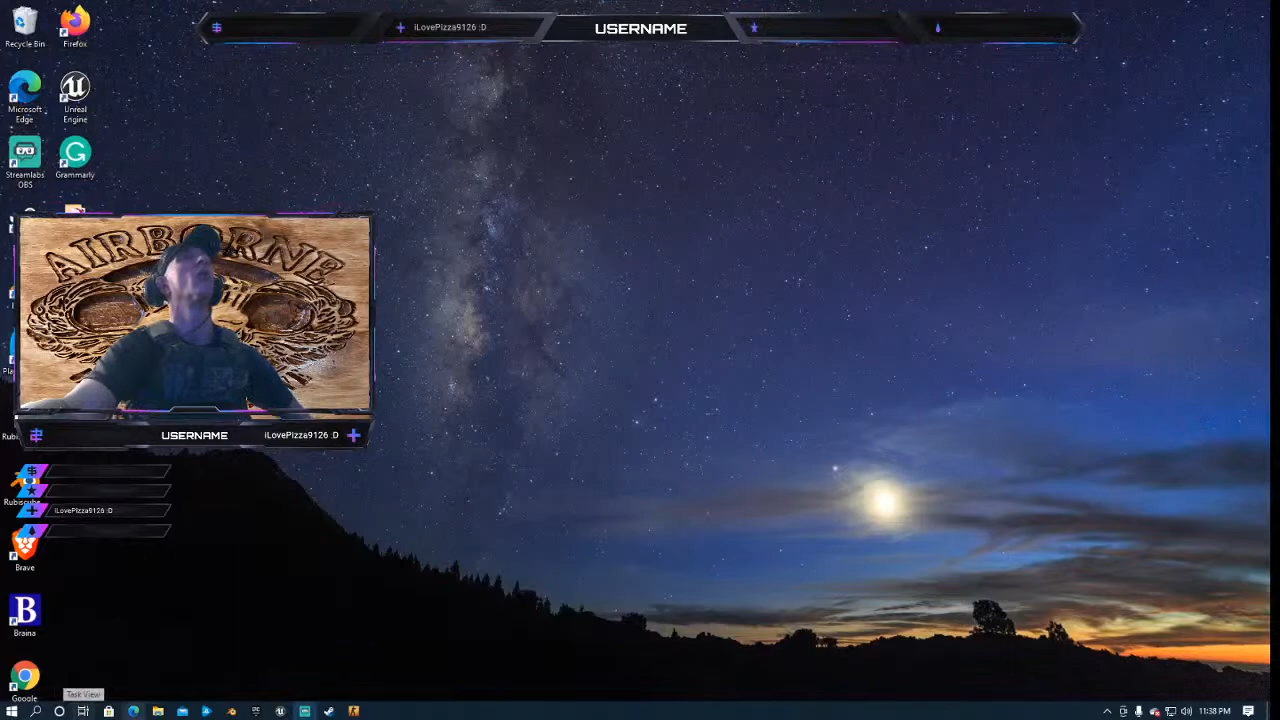 iLovePizza9126 :D
USERNAME
Recycle Bin
Firefox
Microsoft
Edge
Unreal
Engine
Streamlabs
OBS
Grammarly
AIRBORNE
USERNAME
iLovePizza9126 :D
iLovePizza9126 :D
Brave
B
Braina
Google
Task View
11:38 PM